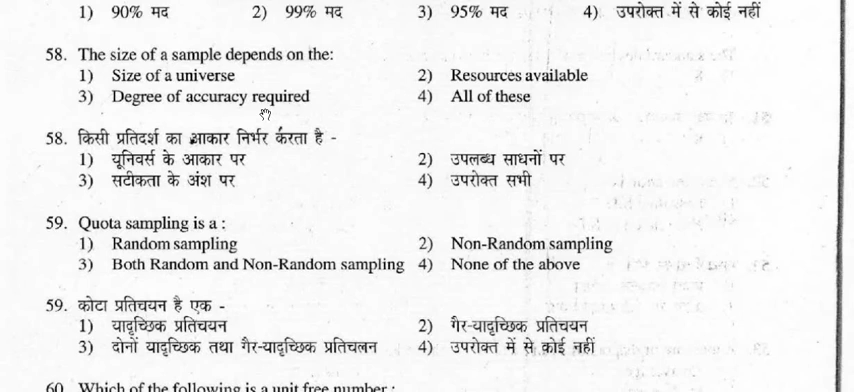 1) 90% मद 2) 99% मद 3) 95% मद 4) उपरोक्त में से कोई नहीं
58. The size of a sample depends on the:
1) Size of a universe 2) Resources available
3) Degree of accuracy required 4) All of these
58. किसी प्रतिदर्श का आकार निर्भर करता है -
1) यूनिवर्स के आकार पर 2) उपलब्ध साधनों पर
3) सटीकता के अंश पर 4) उपरोक्त सभी
59. Quota sampling is a :
1) Random sampling 2) Non-Random sampling
3) Both Random and Non-Random sampling 4) None of the above
59. कोटा प्रतिचयन है एक -
1) यादृच्छिक प्रतिचयन 2) गैर-यादृच्छिक प्रतिचयन
3) दोनों यादृच्छिक तथा गैर-यादृच्छिक प्रतिचलन 4) उपरोक्त में से कोई नहीं
60. Which of the following is a unit free number :